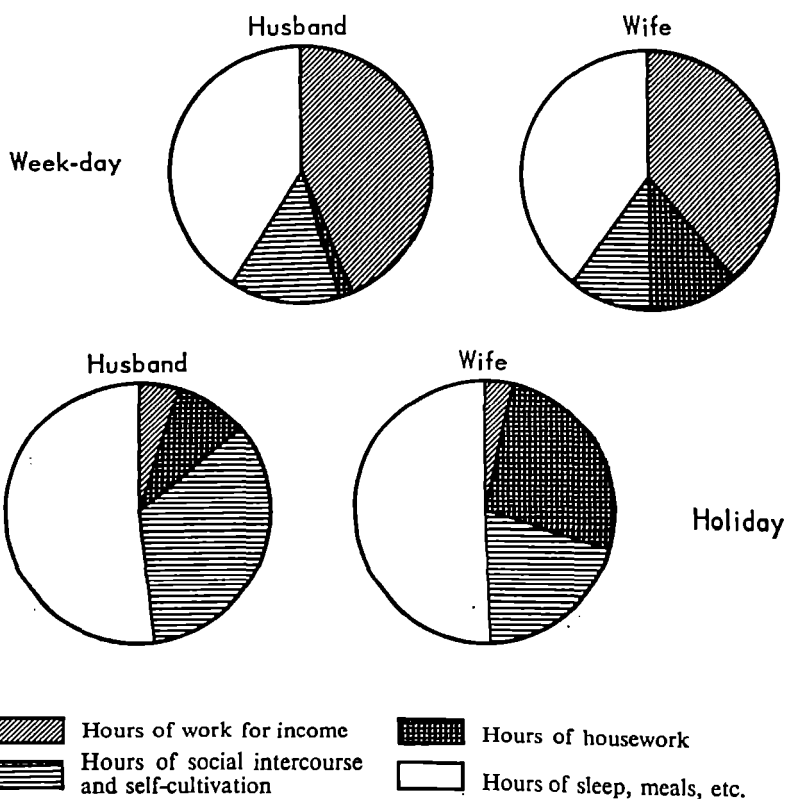 Husband
Wife
Week-day
Husband
Wife
Holiday
Hours of work for income
Hours of social intercourse
and self-cultivation
Hours of housework
Hours of sleep, meals, etc.